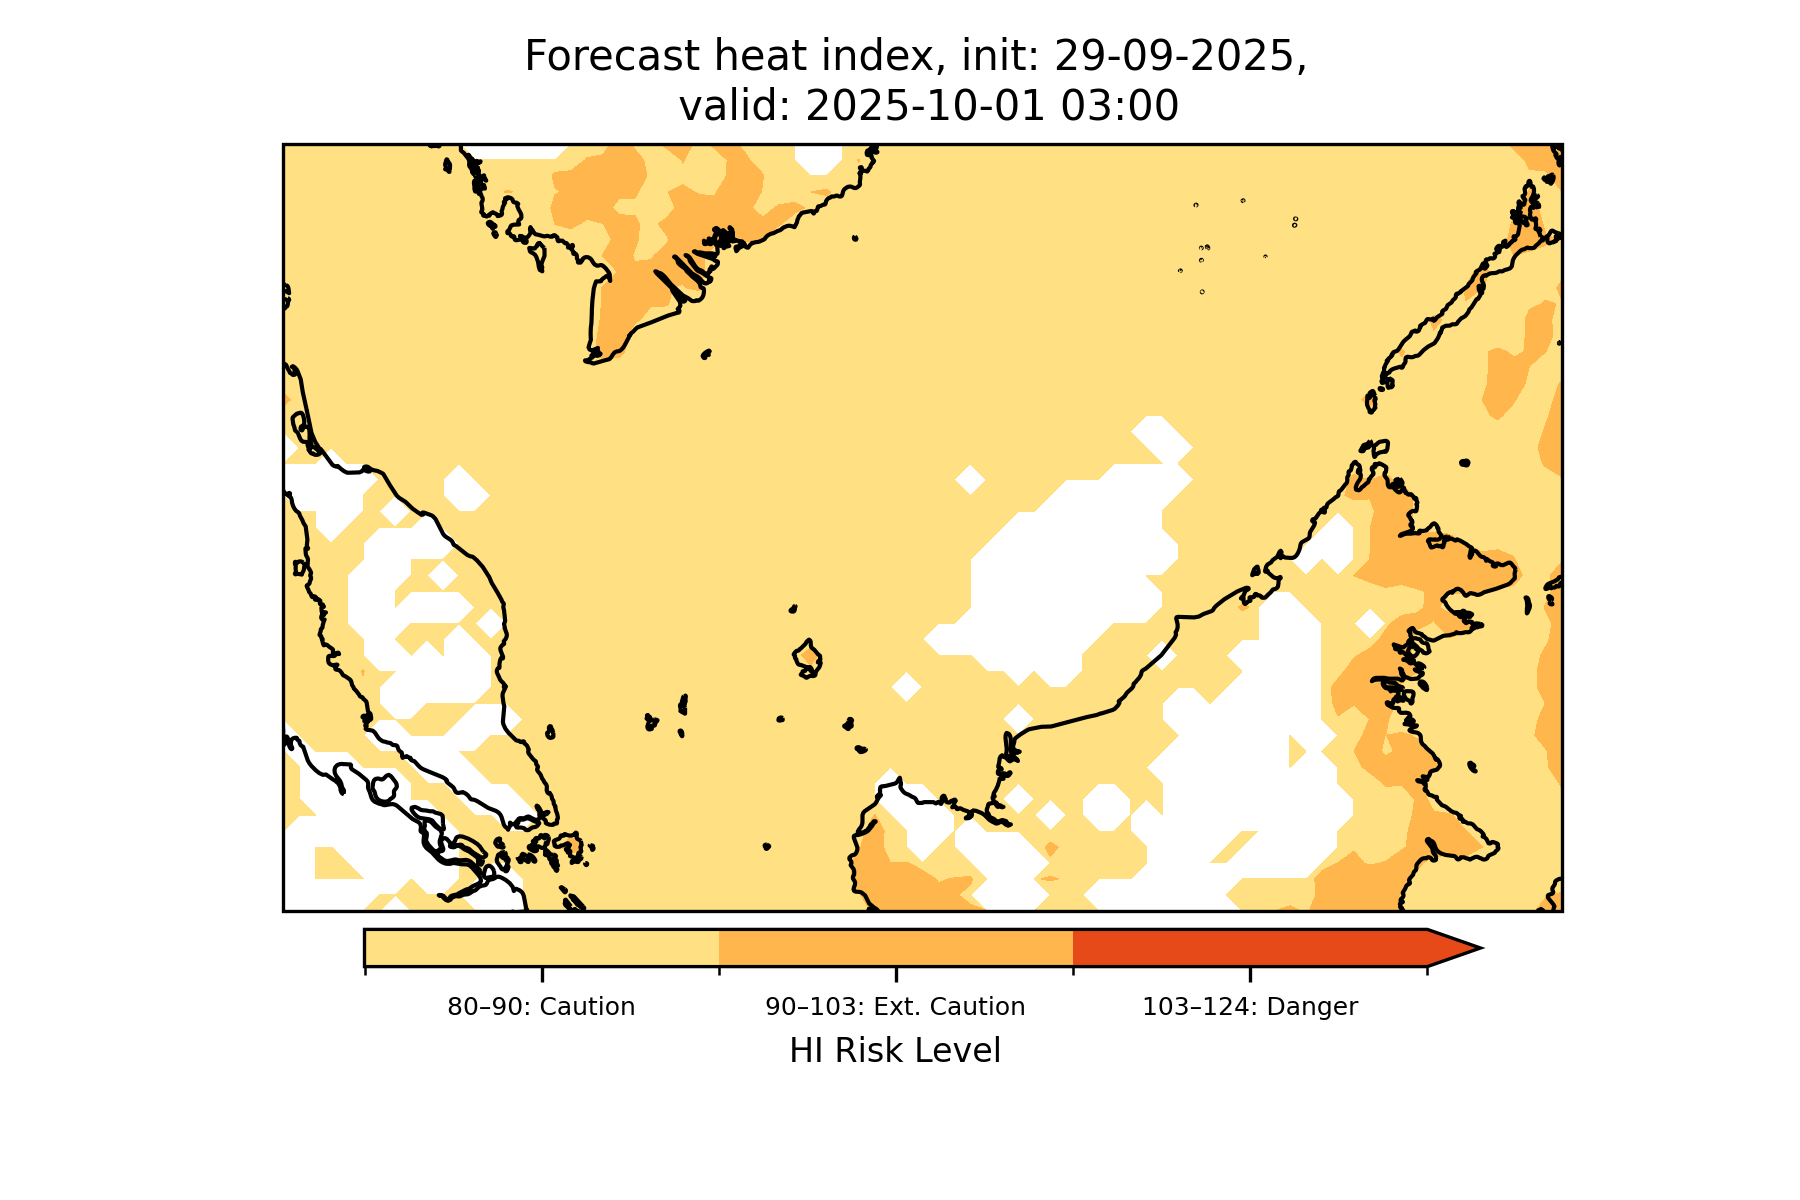 Forecast heat index, init: 29-09-2025,
valid: 2025-10-01 03:00
80–90: Caution
90–103: Ext. Caution
103–124: Danger
HI Risk Level